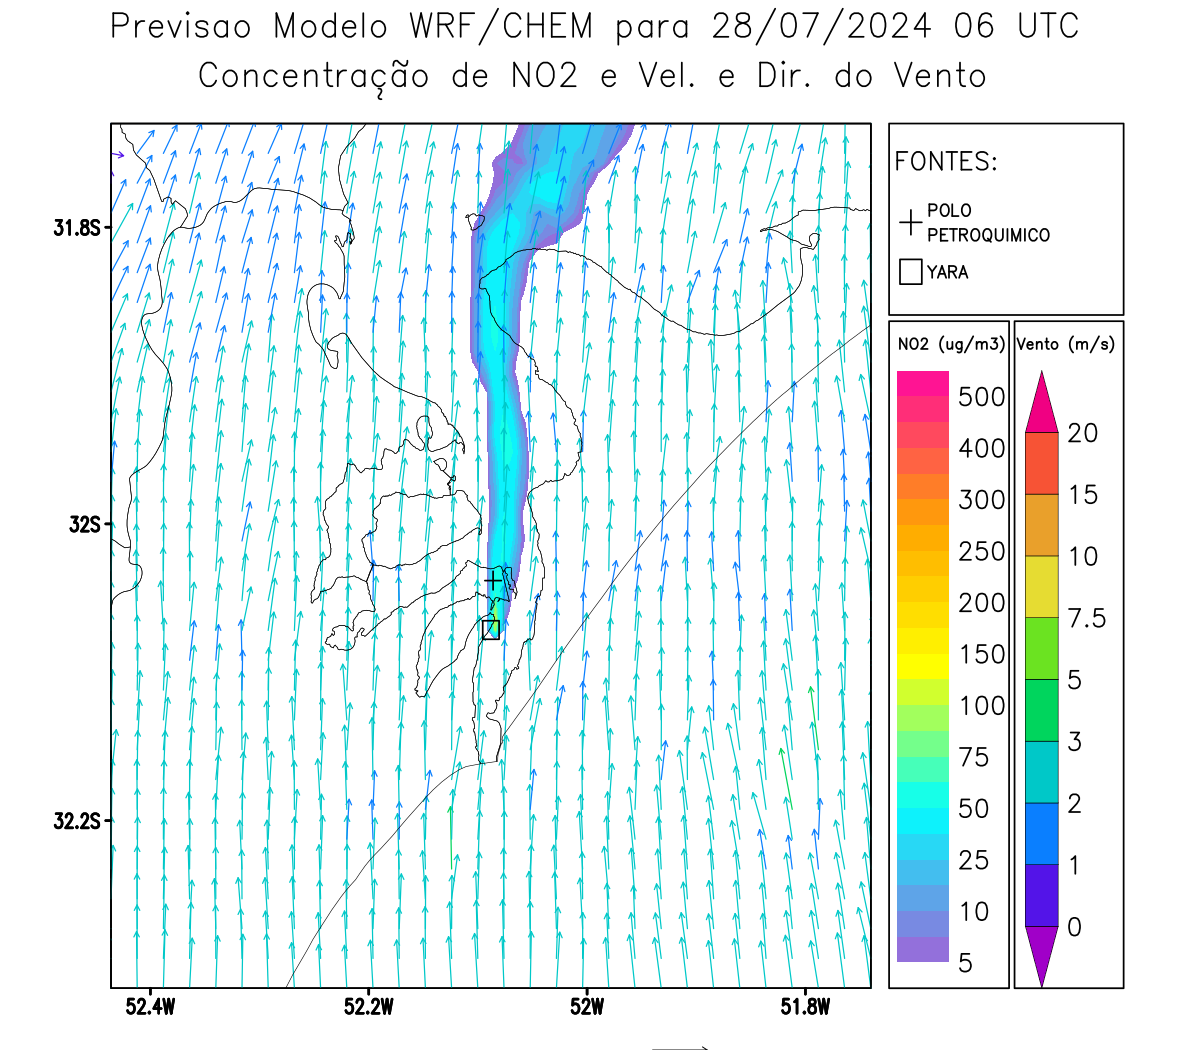 Previsao Modelo WRF/CHEM para 28/07/2024 06 UTC
Concentração de NO2 e Vel. e Dir. do Vento
FONTES:
POLO
PETROQUIMICO
YARA
NO2 (ug/m3)
500
400
300
250
200
150
100
75
50
25
10
5
Vento (m/s)
20
15
10
7.5
5
3
2
1
0
31.8S
32S
32.2S
52.4W
52.2W
52W
51.8W